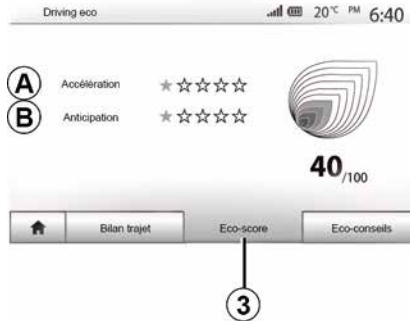 Driving eco 20°C PM 6:40
A Accélération
B Anticipation
40/100
Bilan trajet Eco-score Eco-conseils
3